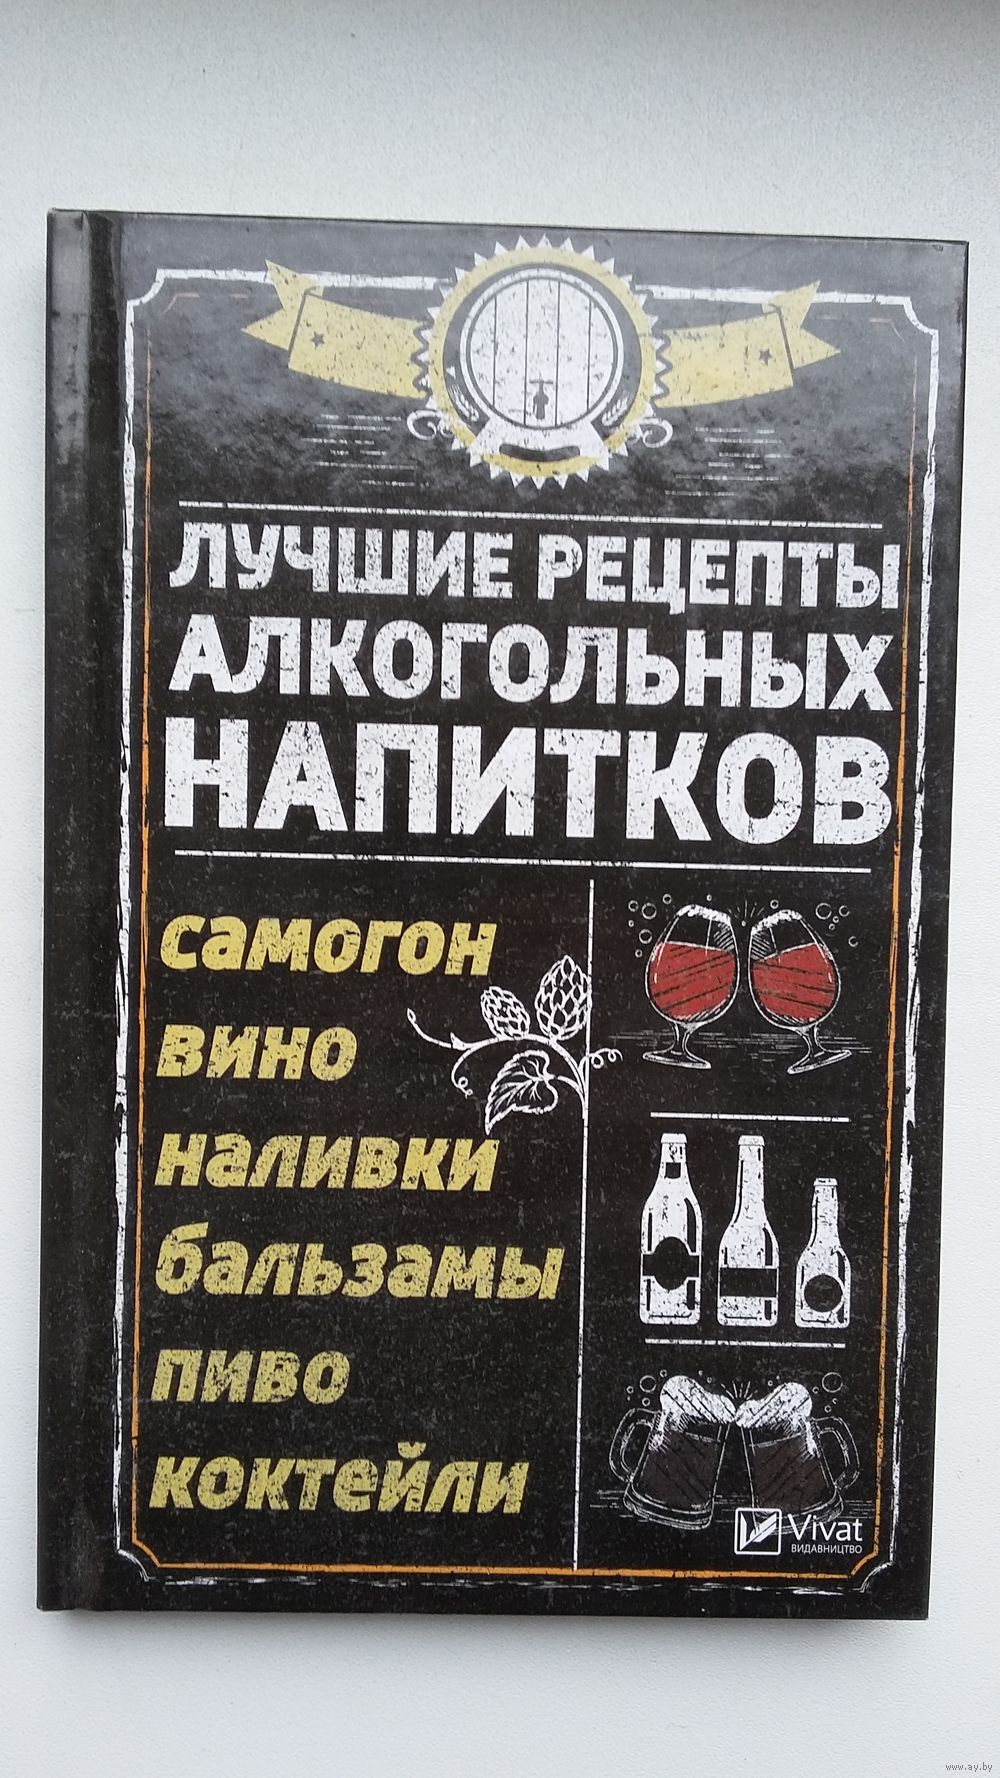 ЛУЧШИЕ РЕЦЕПТЫ
АЛКОГОЛЬНЫХ
НАПИТКОВ
самогон
вино
наливки
бальзамы
пиво
коктейли
Vivat
ВИДАВНИЦТВО
www.ay.by